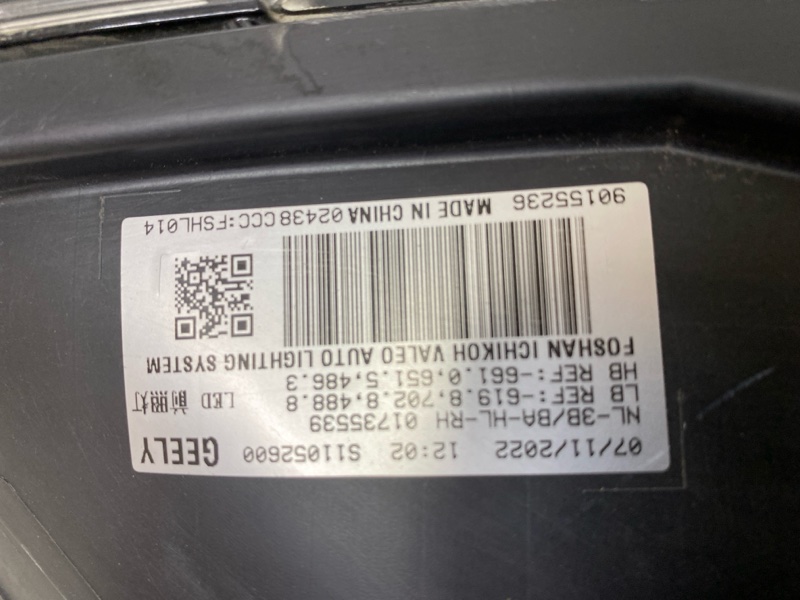 07/11/2022 12:02 S11052600 GEELY
NL-3B/BA-HL-RH 01735539
LB REF:-619.8,702.8,488.8 LED 前照灯
HB REF:-661.0,651.5,486.3
FOSHAN ICHIKOH VALEO AUTO LIGHTING SYSTEM
90155236 MADE IN CHINA 02438 CCC:FSHL014